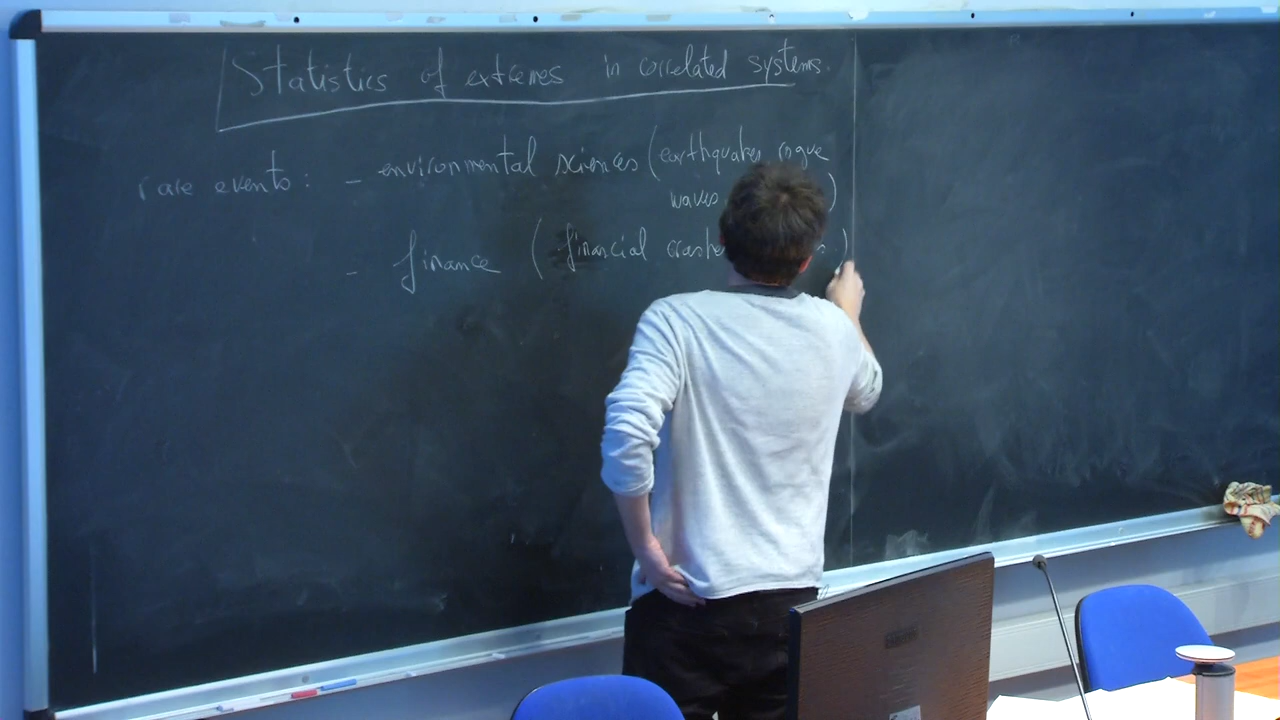 Statistics of extremes in correlated systems.
rare events: - environmental sciences (earthquakes rogue
waves )
- finance ( financial crashes )